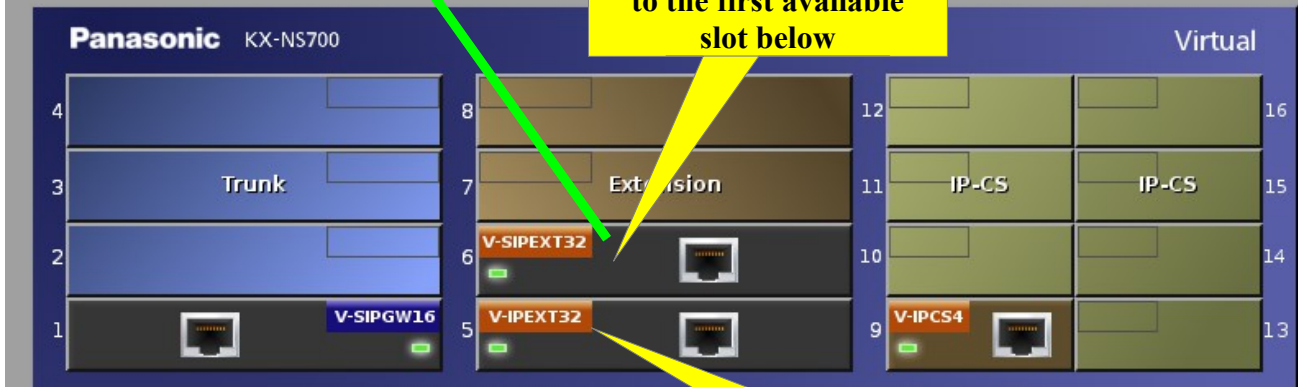 to the first available
slot below
Panasonic KX-NS700
Virtual
4
8
12
16
3 Trunk
7 Extension
11 IP-CS
IP-CS 15
2
6 V-SIPEXT32
10
14
1 V-SIPGW16
5 V-IPEXT32
9 V-IPCS4
13